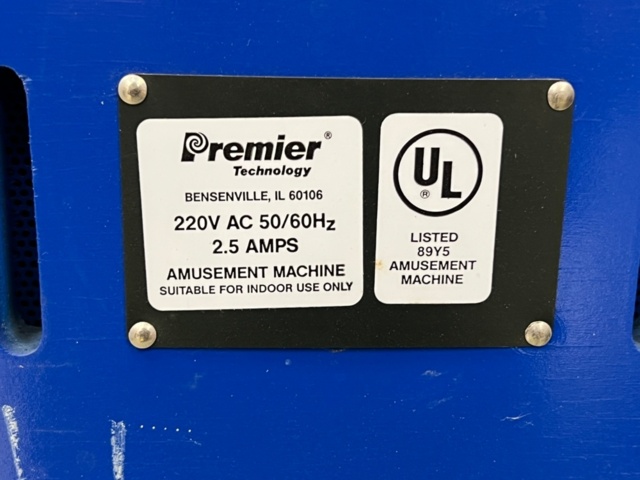 Premier®
Technology
BENSENVILLE, IL 60106
220V AC 50/60Hz
2.5 AMPS
AMUSEMENT MACHINE
SUITABLE FOR INDOOR USE ONLY
UL
®
LISTED
89Y5
AMUSEMENT
MACHINE